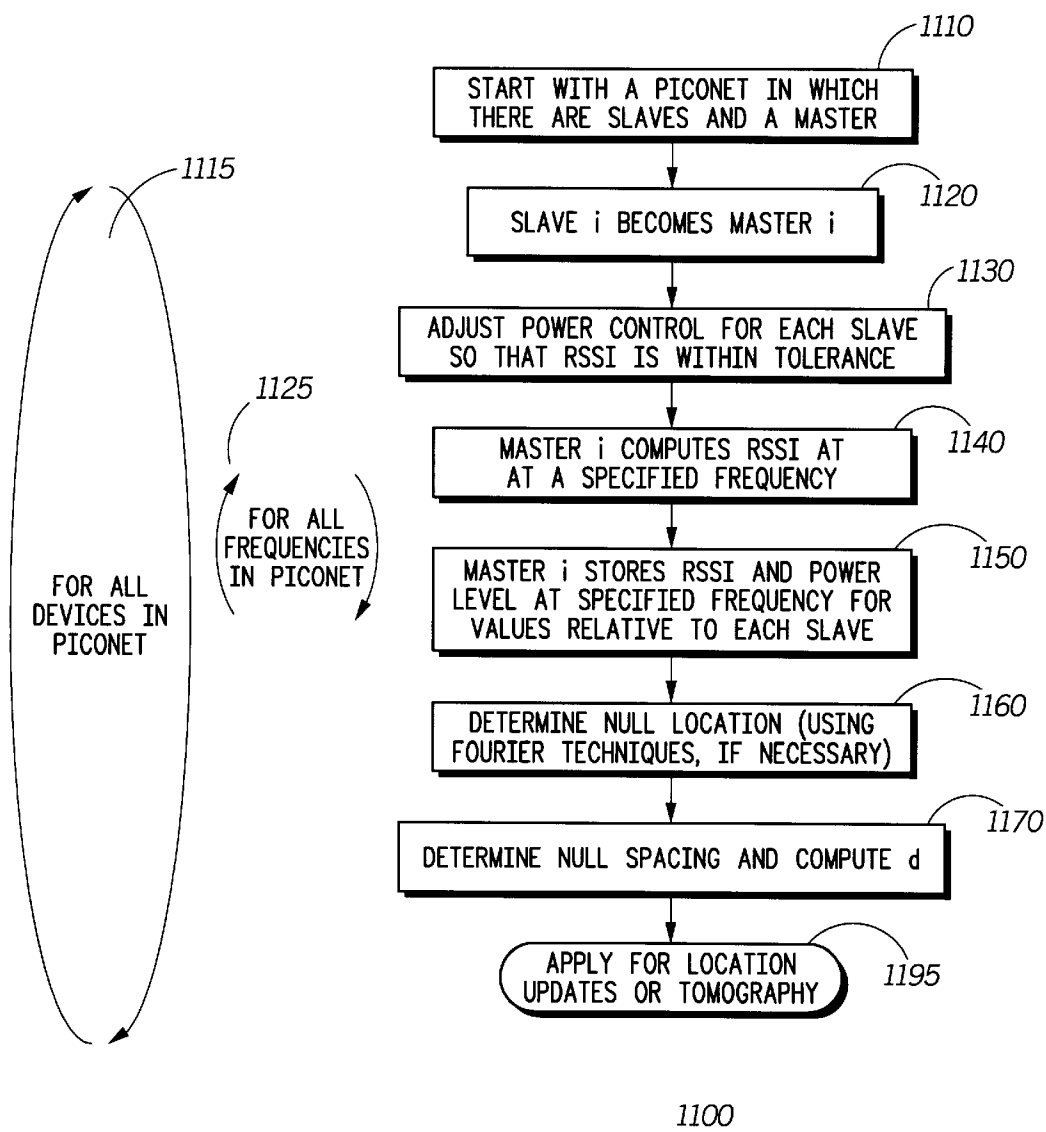 1110
START WITH A PICONET IN WHICH
THERE ARE SLAVES AND A MASTER
1115
1120
SLAVE i BECOMES MASTER i
1130
ADJUST POWER CONTROL FOR EACH SLAVE
SO THAT RSSI IS WITHIN TOLERANCE
1125
1140
MASTER i COMPUTES RSSI AT
AT A SPECIFIED FREQUENCY
FOR ALL
FREQUENCIES
IN PICONET
1150
MASTER i STORES RSSI AND POWER
LEVEL AT SPECIFIED FREQUENCY FOR
VALUES RELATIVE TO EACH SLAVE
FOR ALL
DEVICES IN
PICONET
1160
DETERMINE NULL LOCATION (USING
FOURIER TECHNIQUES, IF NECESSARY)
1170
DETERMINE NULL SPACING AND COMPUTE d
1195
APPLY FOR LOCATION
UPDATES OR TOMOGRAPHY
1100